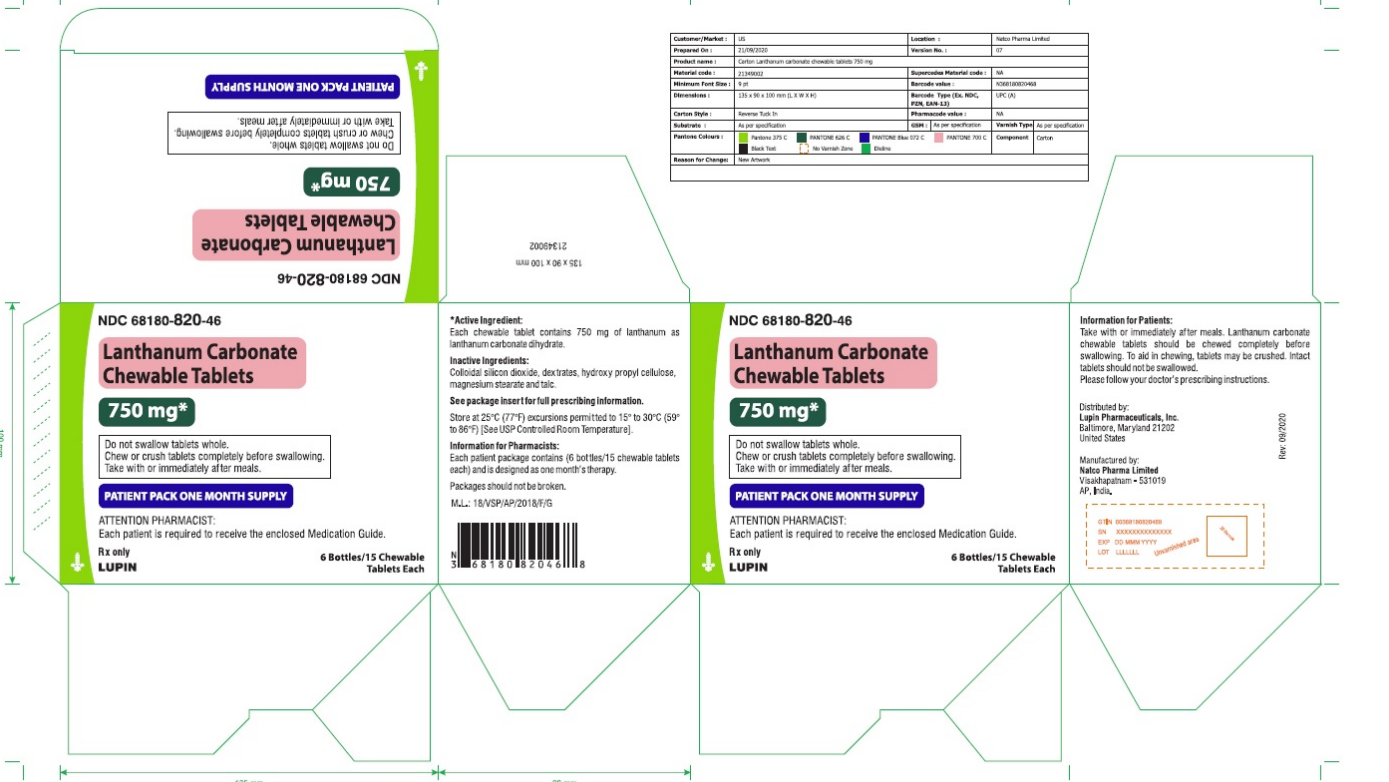 Customer/Market : US Location : Natco Pharma Limited
Prepared On : 21/09/2020 Version No. : 07
Product name : Carton Lanthanum carbonate chewable tablets 750 mg
Material code : 21349002 Supercedes Material code : NA
Minimum Font Size : 9 pt Barcode value : N368180820468
Dimensions : 135 x 90 x 100 mm (L X W X H) Barcode Type (Ex. NDC, PZN, EAN-13) UPC (A)
Carton Style : Reverse Tuck In Pharmacode value : NA
Substrate : As per specification GSM : As per specification Varnish Type As per specification
Pantone Colours : Pantone 375 C PANTONE 626 C PANTONE Blue 072 C PANTONE 700 C Component Carton
Black Text No Varnish Zone Dieline
Reason for Change: New Artwork
NDC 68180-820-46
Lanthanum Carbonate
Chewable Tablets
750 mg*
Do not swallow tablets whole.
Chew or crush tablets completely before swallowing.
Take with or immediately after meals.
PATIENT PACK ONE MONTH SUPPLY
135 x 90 x 100 mm
21349002
NDC 68180-820-46
Lanthanum Carbonate
Chewable Tablets
750 mg*
Do not swallow tablets whole.
Chew or crush tablets completely before swallowing.
Take with or immediately after meals.
PATIENT PACK ONE MONTH SUPPLY
ATTENTION PHARMACIST:
Each patient is required to receive the enclosed Medication Guide.
Rx only
LUPIN
6 Bottles/15 Chewable
Tablets Each
*Active Ingredient:
Each chewable tablet contains 750 mg of lanthanum as
lanthanum carbonate dihydrate.
Inactive Ingredients:
Colloidal silicon dioxide, dextrates, hydroxy propyl cellulose,
magnesium stearate and talc.
See package insert for full prescribing information.
Store at 25°C (77°F) excursions permitted to 15° to 30°C (59°
to 86°F) [See USP Controlled Room Temperature].
Information for Pharmacists:
Each patient package contains (6 bottles/15 chewable tablets
each) and is designed as one month's therapy.
Packages should not be broken.
M.L.: 18/VSP/AP/2018/F/G
N
3 68180 82046 8
NDC 68180-820-46
Lanthanum Carbonate
Chewable Tablets
750 mg*
Do not swallow tablets whole.
Chew or crush tablets completely before swallowing.
Take with or immediately after meals.
PATIENT PACK ONE MONTH SUPPLY
ATTENTION PHARMACIST:
Each patient is required to receive the enclosed Medication Guide.
Rx only
LUPIN
6 Bottles/15 Chewable
Tablets Each
Information for Patients:
Take with or immediately after meals. Lanthanum carbonate
chewable tablets should be chewed completely before
swallowing. To aid in chewing, tablets may be crushed. Intact
tablets should not be swallowed.
Please follow your doctor's prescribing instructions.
Distributed by:
Lupin Pharmaceuticals, Inc.
Baltimore, Maryland 21202
United States
Manufactured by:
Natco Pharma Limited
Visakhapatnam - 531019
AP, India.
Rev. 09/2020
GTIN 00368180820468
SN XXXXXXXXXXXXXX
EXP DD MMM YYYY
LOT LLLLLLL
Unvarnished area